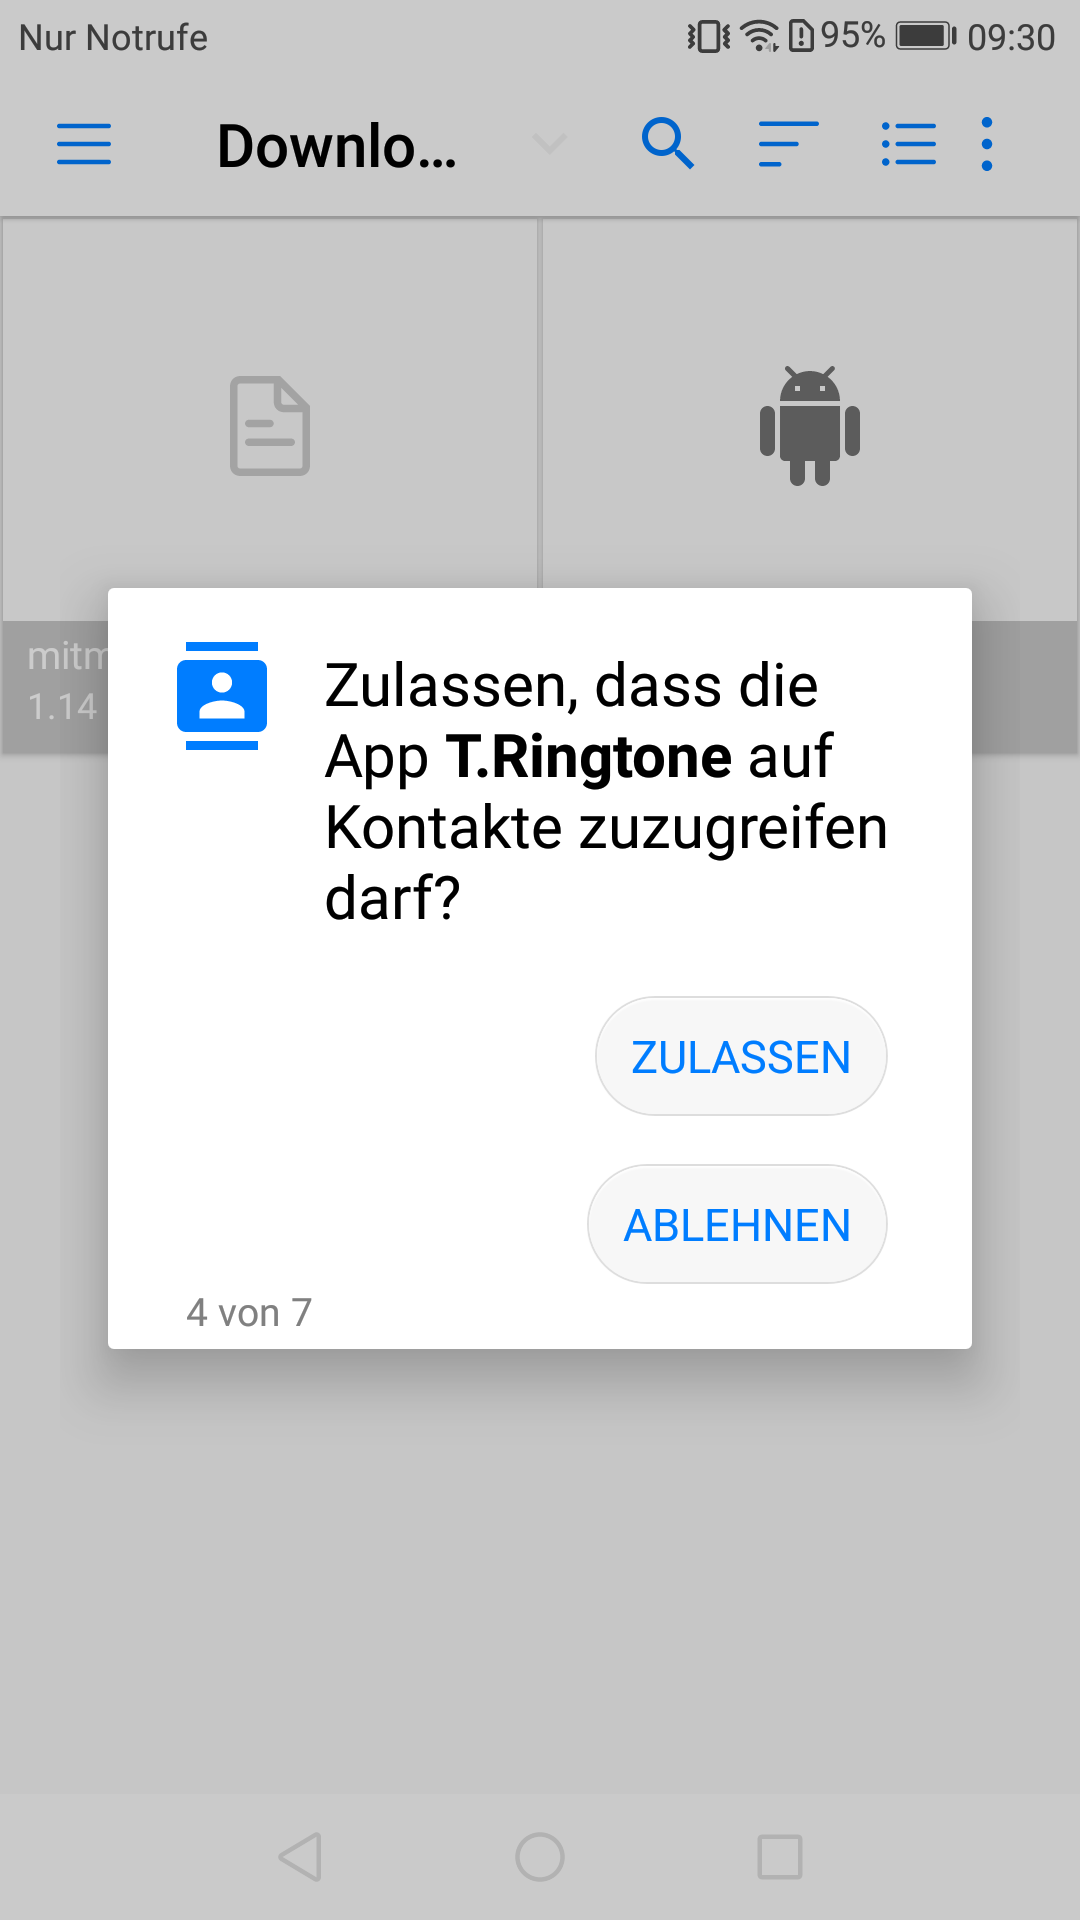 Nur Notrufe 95% 09:30
Downlo...
mitm
1.14
Zulassen, dass die
App T.Ringtone auf
Kontakte zuzugreifen
darf?
ZULASSEN
ABLEHNEN
4 von 7